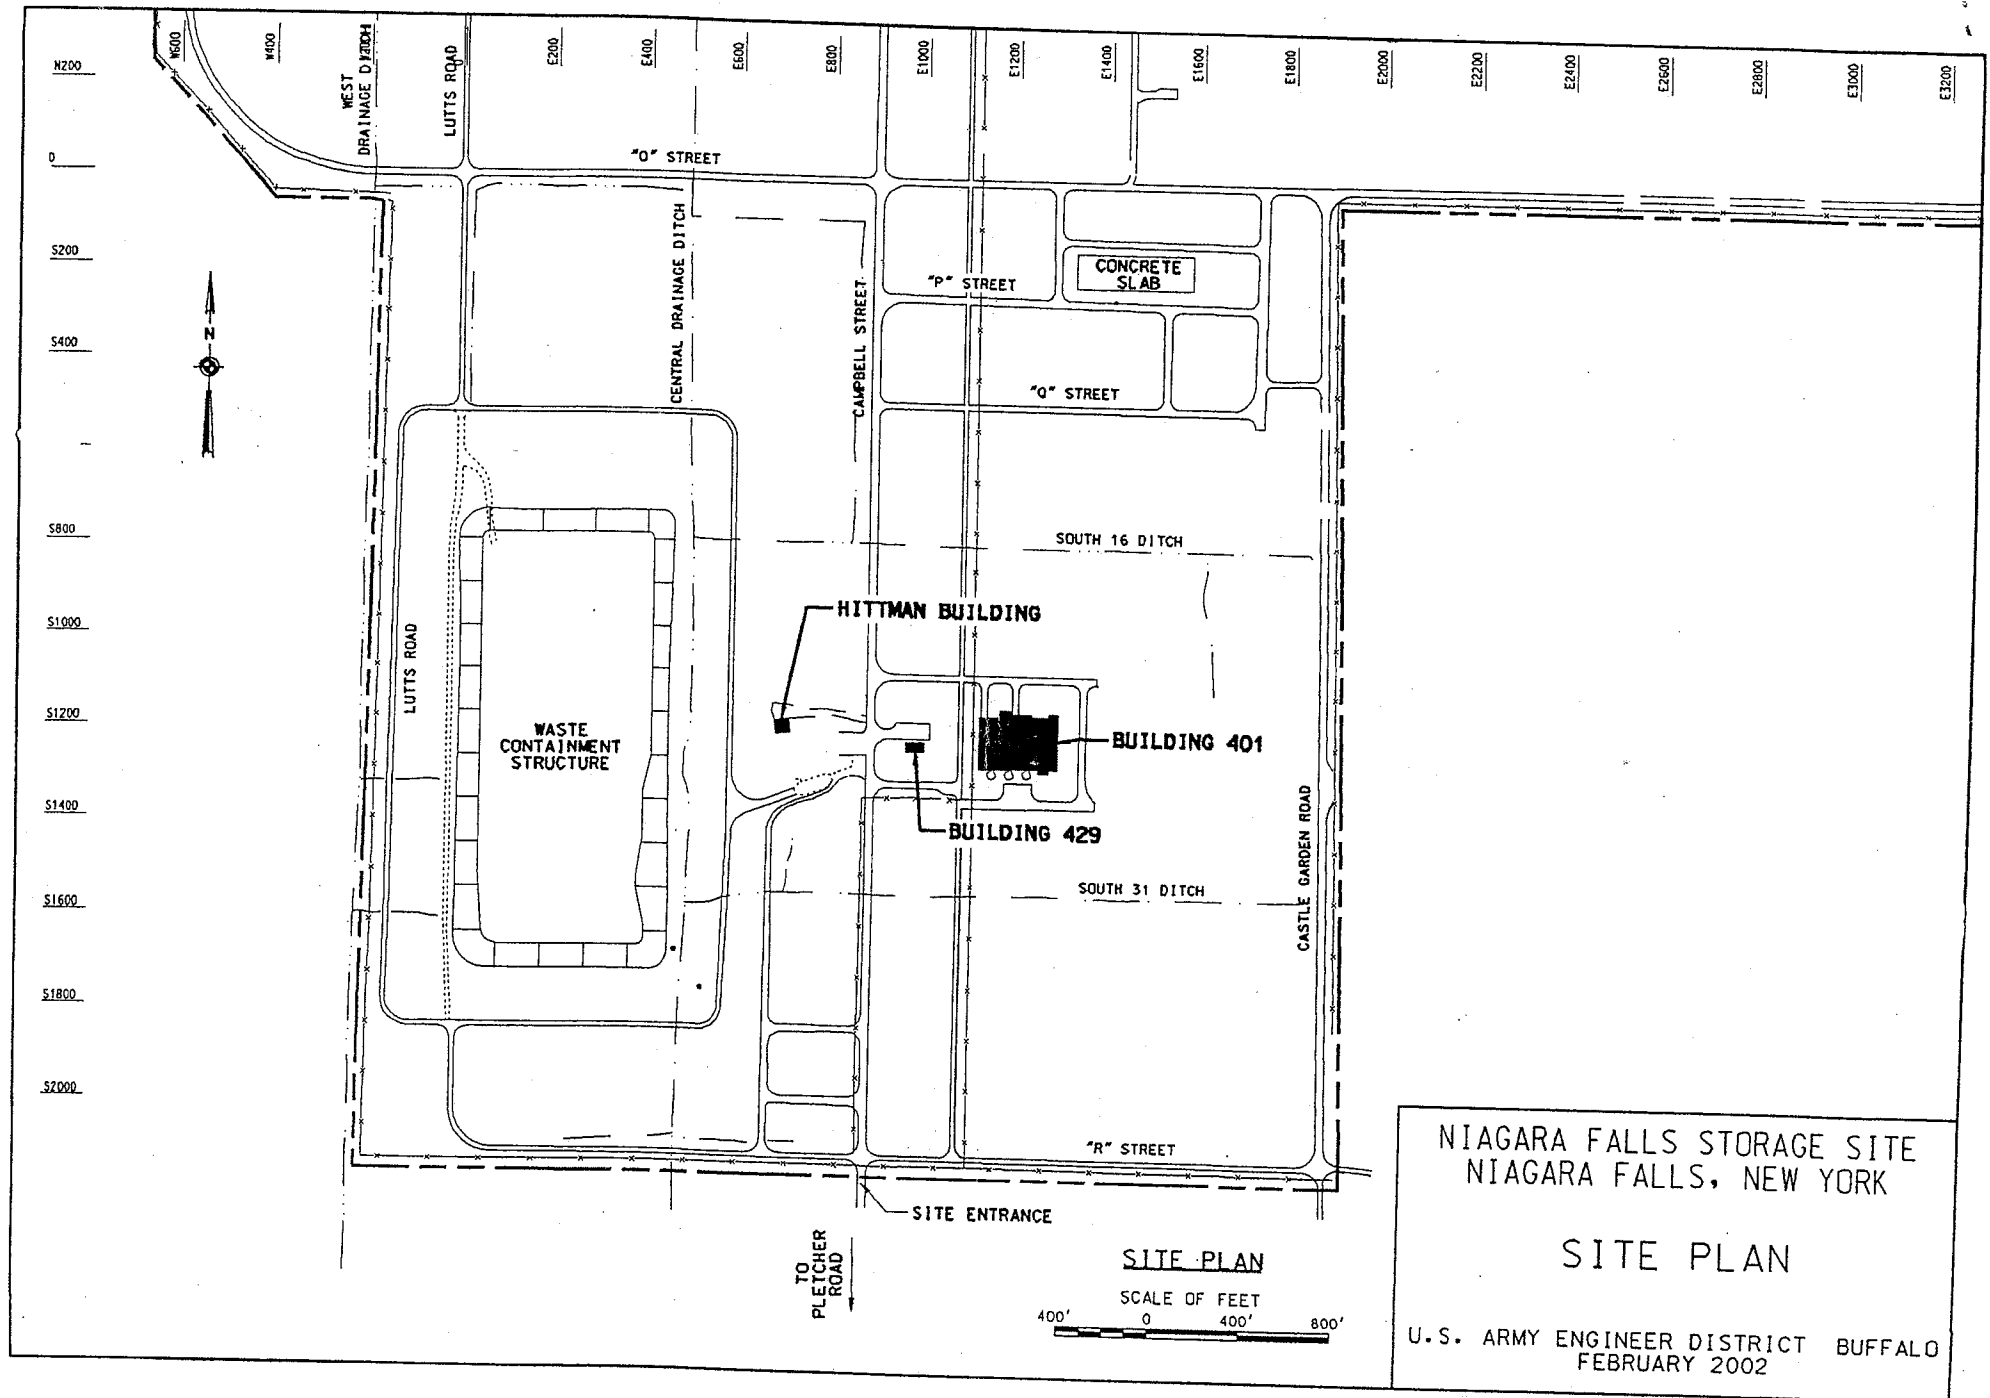 W600
W400
WEST
DRAINAGE DITCH
LUTTS ROAD
0
E200
E400
E600
E800
E1000
E1200
E1400
E1600
E1800
E2000
E2200
E2400
E2600
E2800
E3000
E3200
N200
0
S200
S400
S800
S1000
S1200
S1400
S1600
S1800
S2000
N
"O" STREET
CENTRAL DRAINAGE DITCH
CAMPBELL STREET
"P" STREET
CONCRETE
SLAB
"Q" STREET
SOUTH 16 DITCH
HITTMAN BUILDING
LUTTS ROAD
WASTE
CONTAINMENT
STRUCTURE
BUILDING 401
BUILDING 429
SOUTH 31 DITCH
CASTLE GARDEN ROAD
"R" STREET
SITE ENTRANCE
TO
PLETCHER
ROAD
SITE PLAN
SCALE OF FEET
400' 0 400' 800'
NIAGARA FALLS STORAGE SITE
NIAGARA FALLS, NEW YORK
SITE PLAN
U.S. ARMY ENGINEER DISTRICT BUFFALO
FEBRUARY 2002